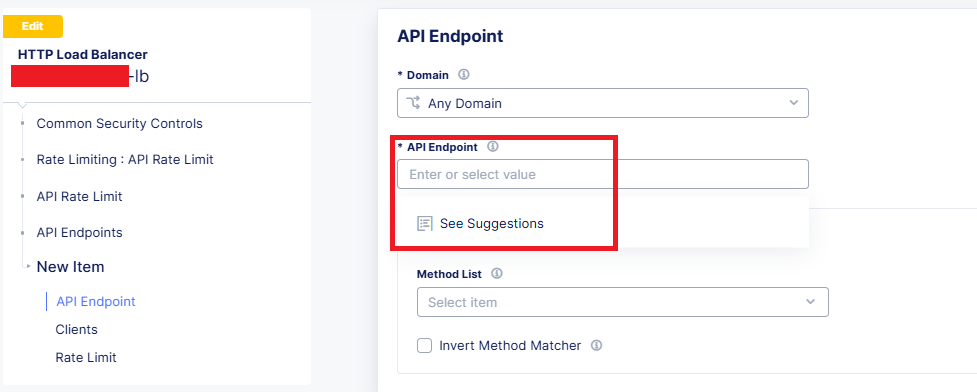 Edit
HTTP Load Balancer
-lb
Common Security Controls
Rate Limiting : API Rate Limit
API Rate Limit
API Endpoints
New Item
API Endpoint
Clients
Rate Limit
API Endpoint
* Domain
Any Domain
* API Endpoint
Enter or select value
See Suggestions
Method List
Select item
Invert Method Matcher